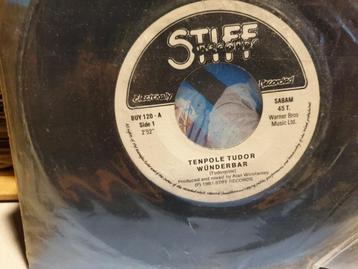 STIFF
RECORDS
Electrically
Recorded
BUY 120 - A
Side 1
2'52"
SABAM
45 T.
Warner Bros
Music Ltd.
TENPOLE TUDOR
WÜNDERBAR
(Tudorpole)
Produced and mixed by Alan Winstanley
(P) 1981 STIFF RECORDS